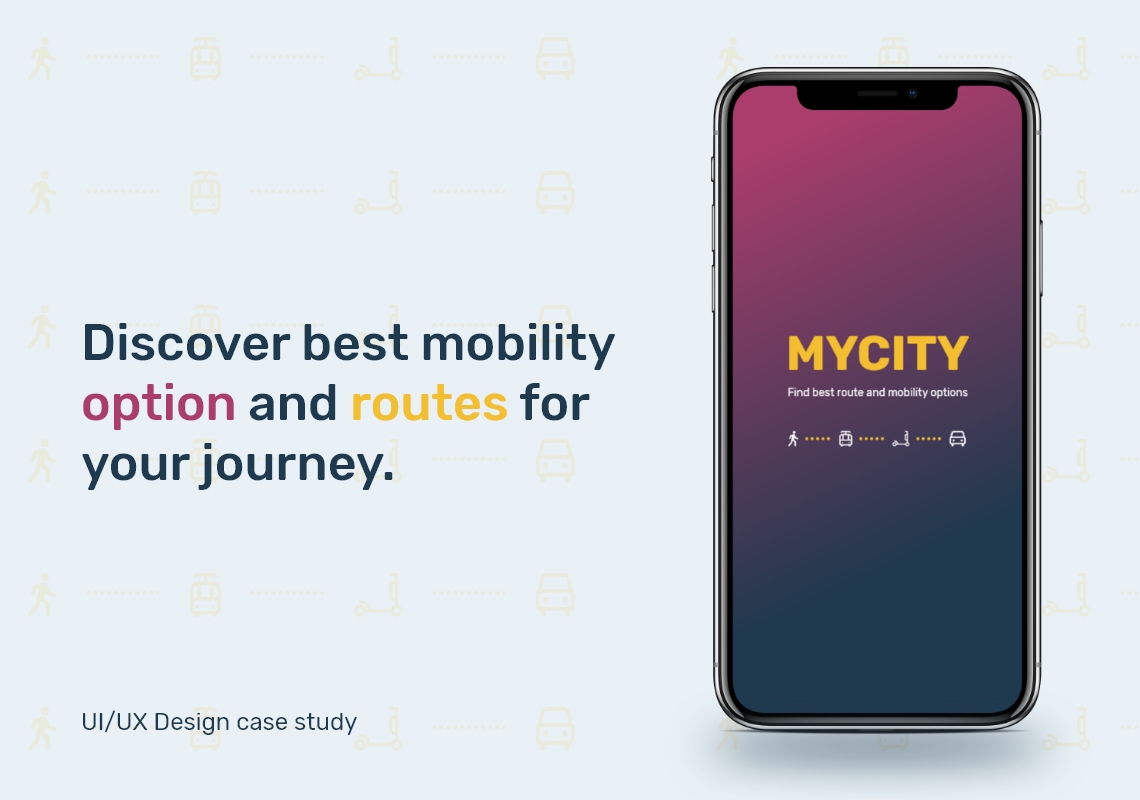 Discover best mobility
option and routes for
your journey.
UI/UX Design case study
MYCITY
Find best route and mobility options